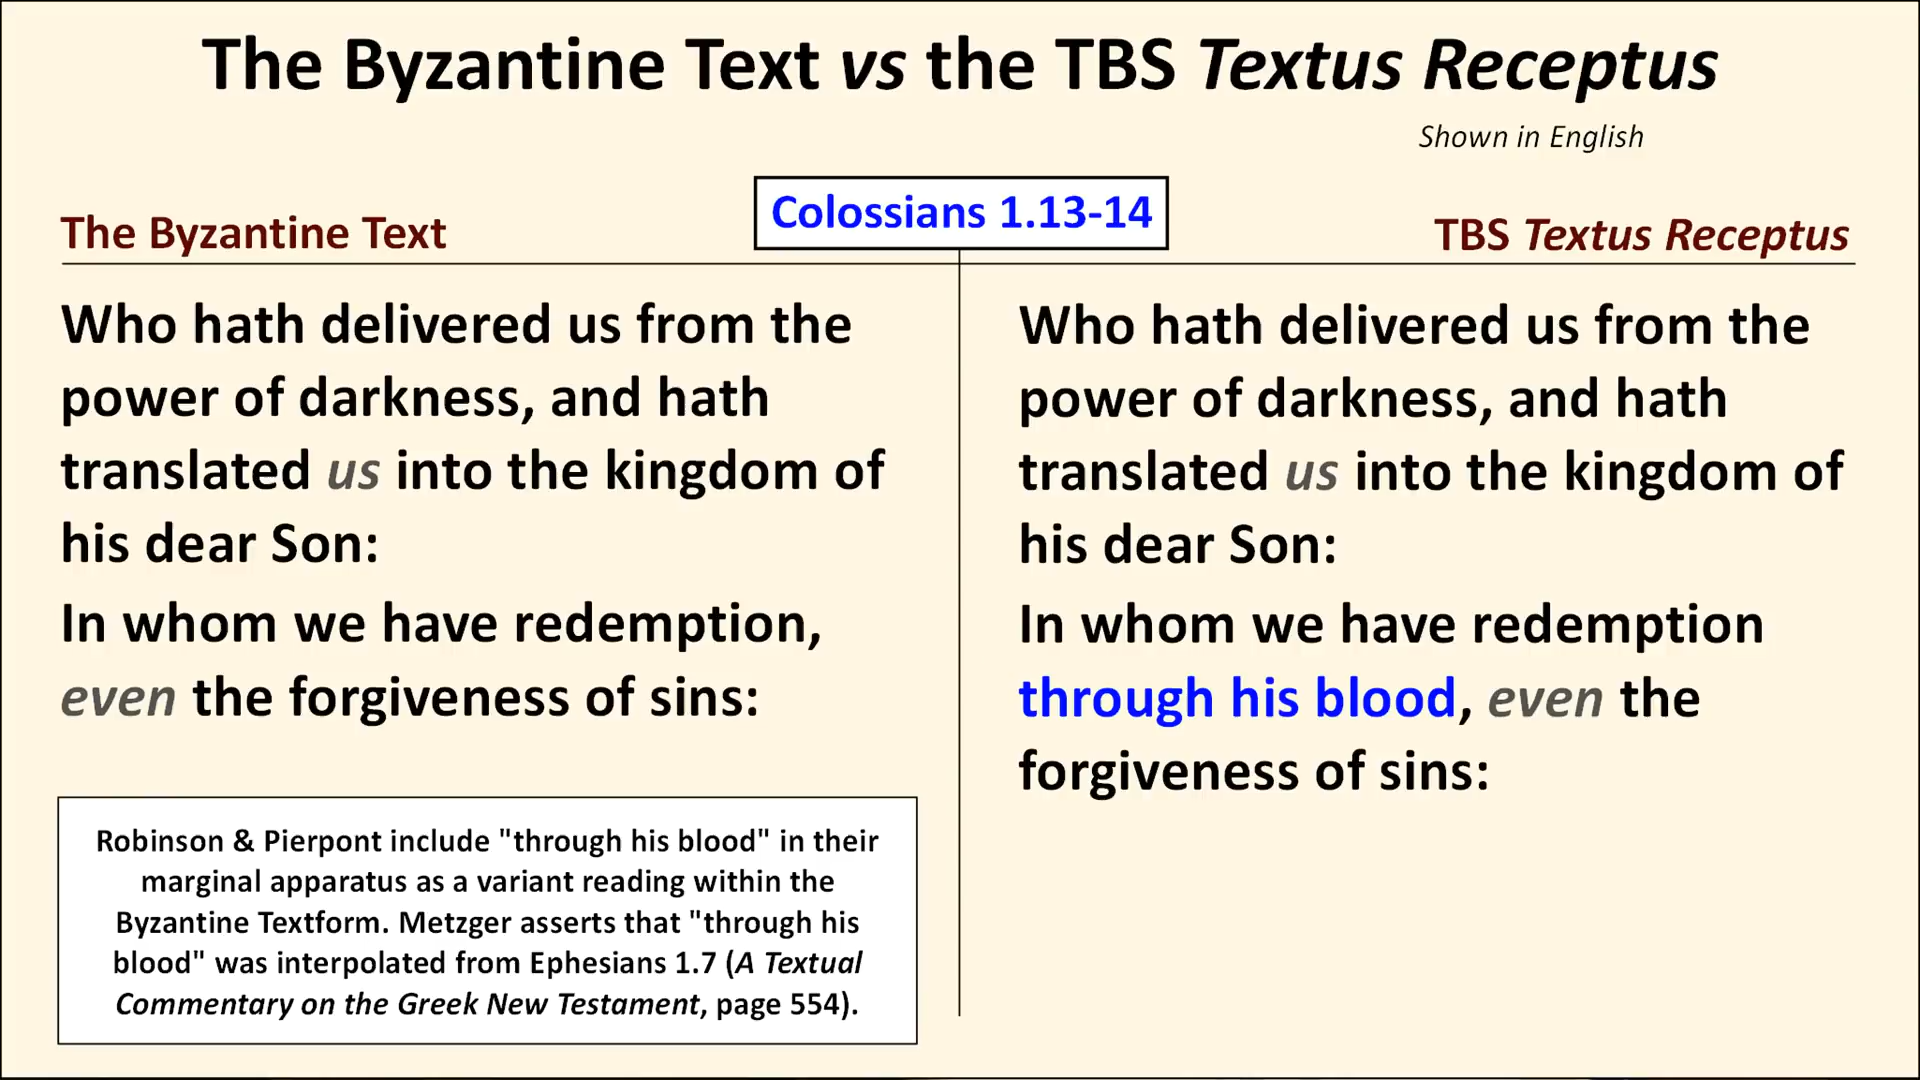 The Byzantine Text vs the TBS Textus Receptus
Shown in English
Colossians 1.13-14
The Byzantine Text
Who hath delivered us from the
power of darkness, and hath
translated us into the kingdom of
his dear Son:
In whom we have redemption,
even the forgiveness of sins:
Robinson & Pierpont include "through his blood" in their
marginal apparatus as a variant reading within the
Byzantine Textform. Metzger asserts that "through his
blood" was interpolated from Ephesians 1.7 (A Textual
Commentary on the Greek New Testament, page 554).
TBS Textus Receptus
Who hath delivered us from the
power of darkness, and hath
translated us into the kingdom of
his dear Son:
In whom we have redemption
through his blood, even the
forgiveness of sins: